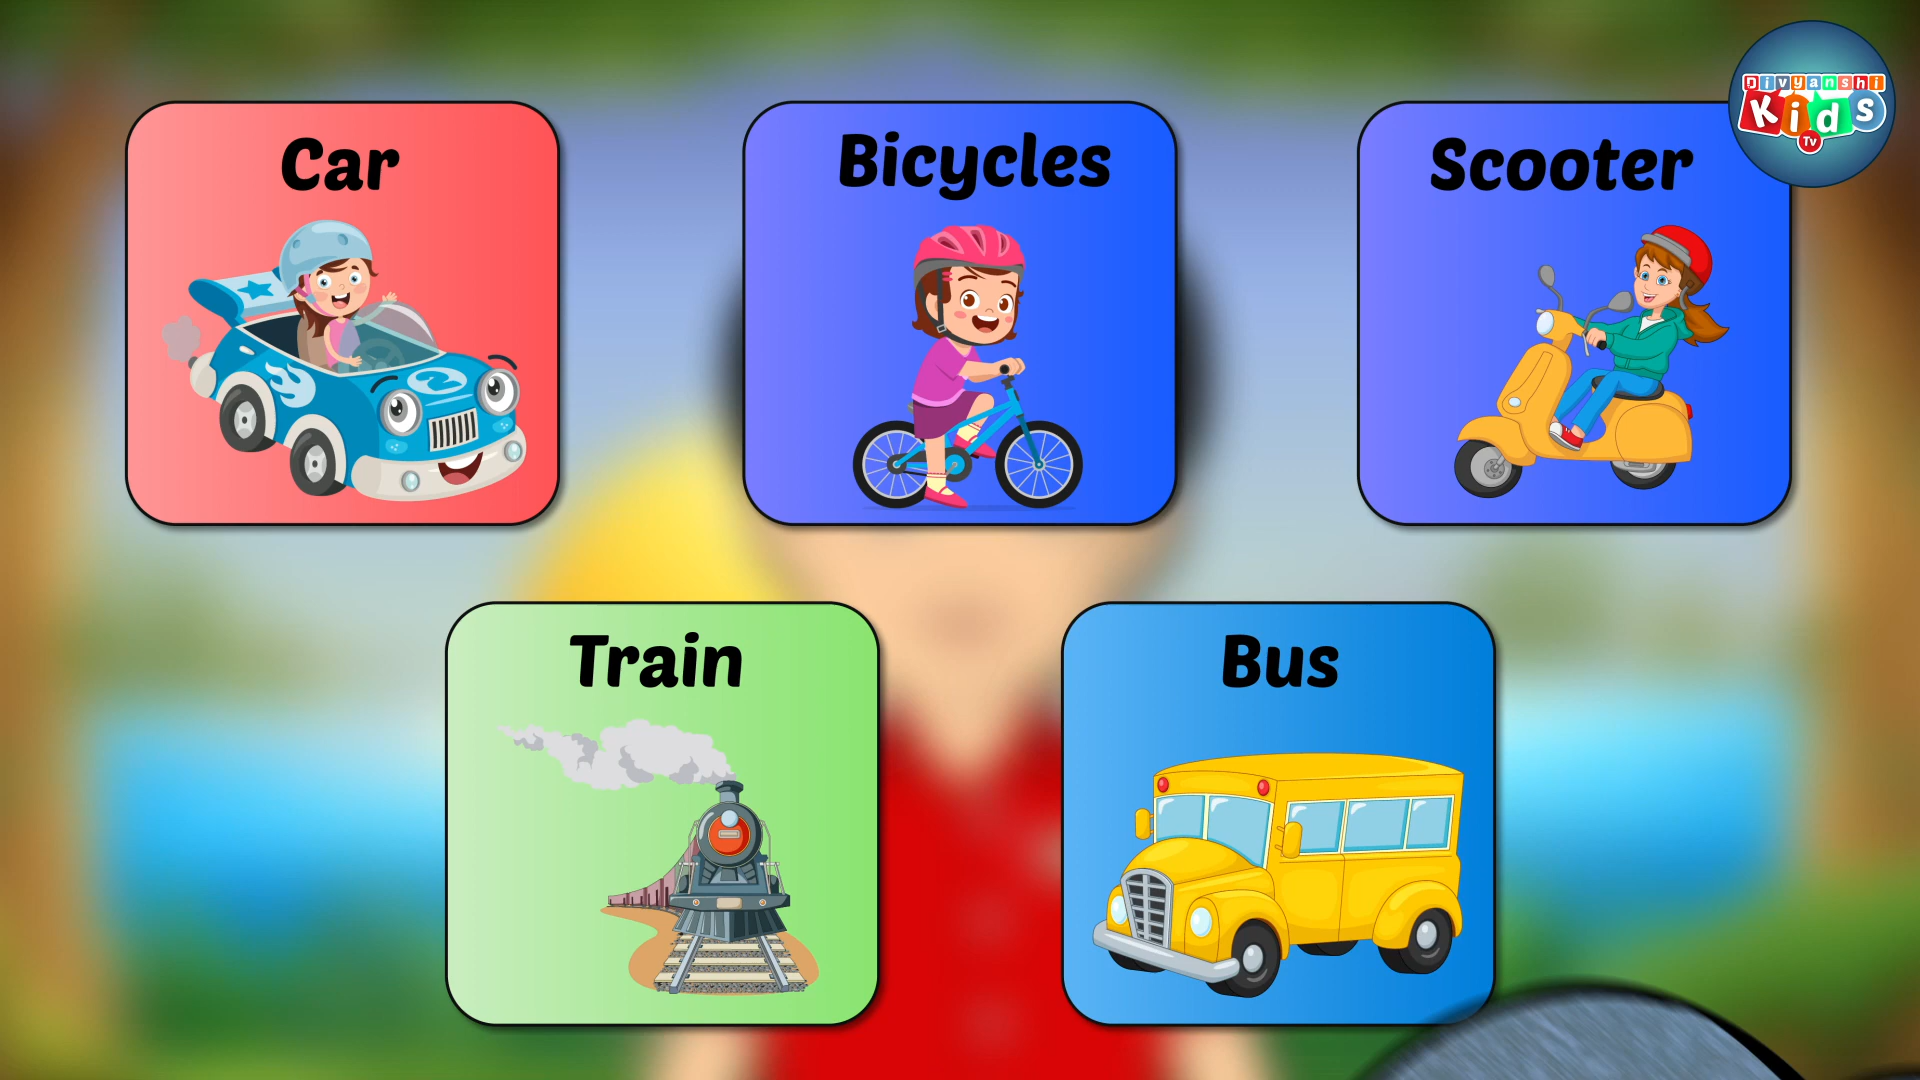 Car
Bicycles
Scooter
Divyanshi
Kids
Tv
Train
Bus